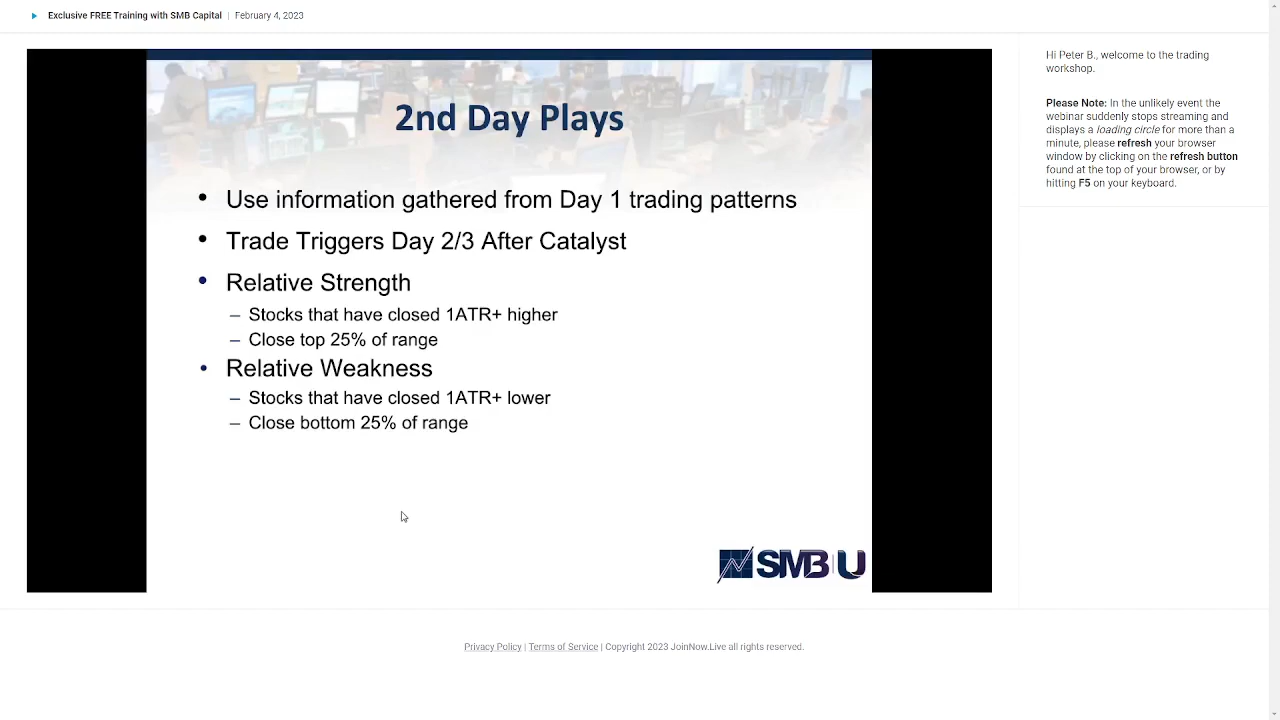 Exclusive FREE Training with SMB Capital | February 4, 2023
2nd Day Plays
• Use information gathered from Day 1 trading patterns
• Trade Triggers Day 2/3 After Catalyst
• Relative Strength
– Stocks that have closed 1ATR+ higher
– Close top 25% of range
• Relative Weakness
– Stocks that have closed 1ATR+ lower
– Close bottom 25% of range
SMB U
Hi Peter B., welcome to the trading
workshop.
Please Note: In the unlikely event the
webinar suddenly stops streaming and
displays a loading circle for more than a
minute, please refresh your browser
window by clicking on the refresh button
found at the top of your browser, or by
hitting F5 on your keyboard.
Privacy Policy | Terms of Service | Copyright 2023 JoinNow.Live all rights reserved.